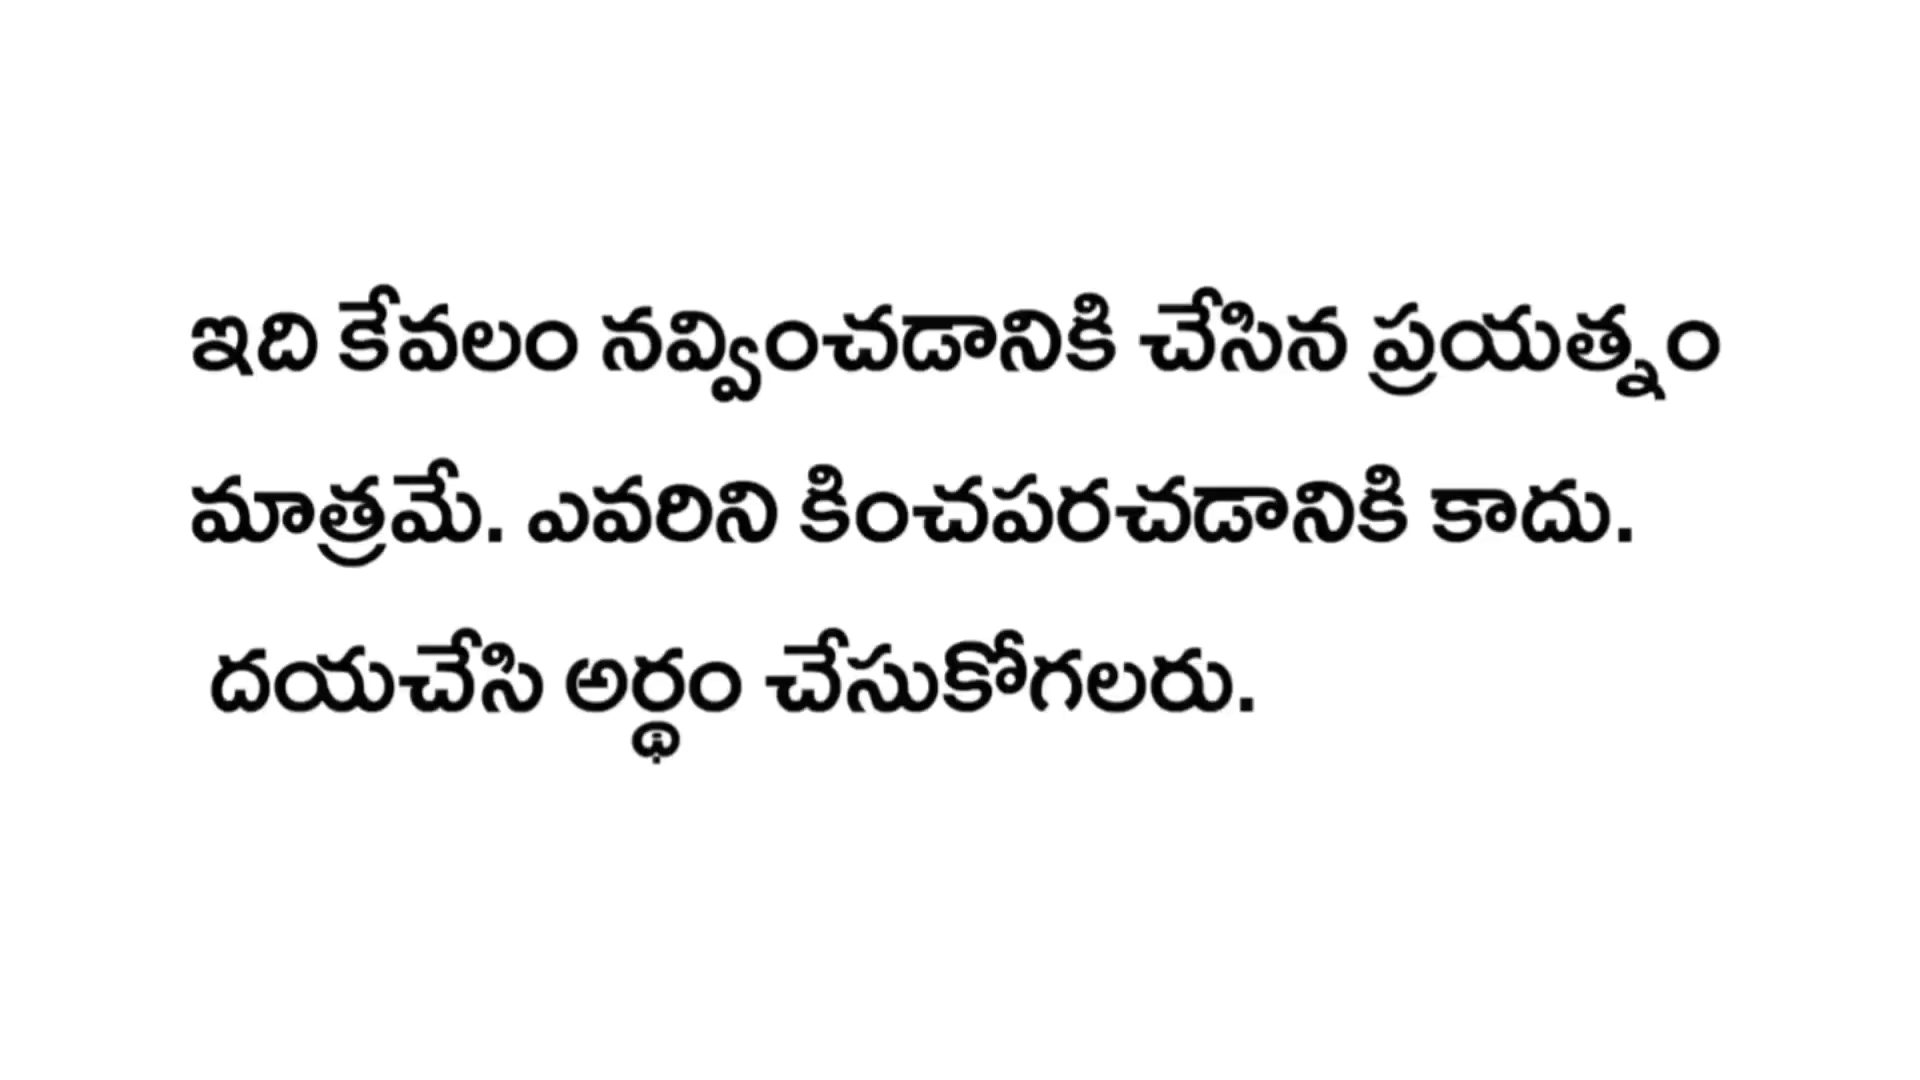 ఇది కేవలం నవ్వించడానికి చేసిన ప్రయత్నం
మాత్రమే. ఎవరిని కించపరచడానికి కాదు.
దయచేసి అర్థం చేసుకోగలరు.